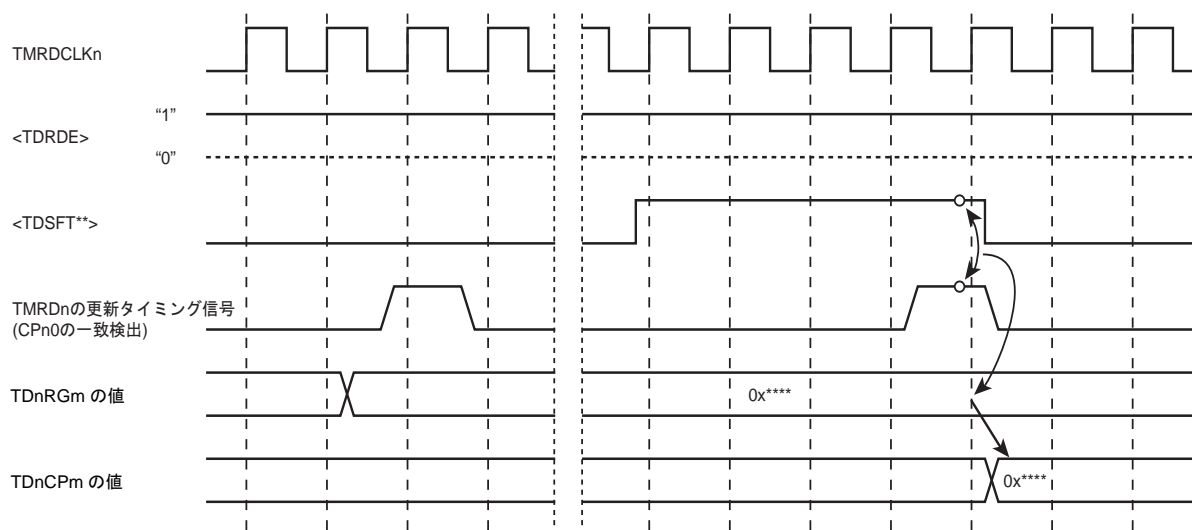 TMRDCLKn
“1”
<TDRDE>
“0”
<TDSFT**>
TMRDnの更新タイミング信号
(CPn0の一致検出)
TDnRGm の値
0x****
TDnCPm の値
0x****